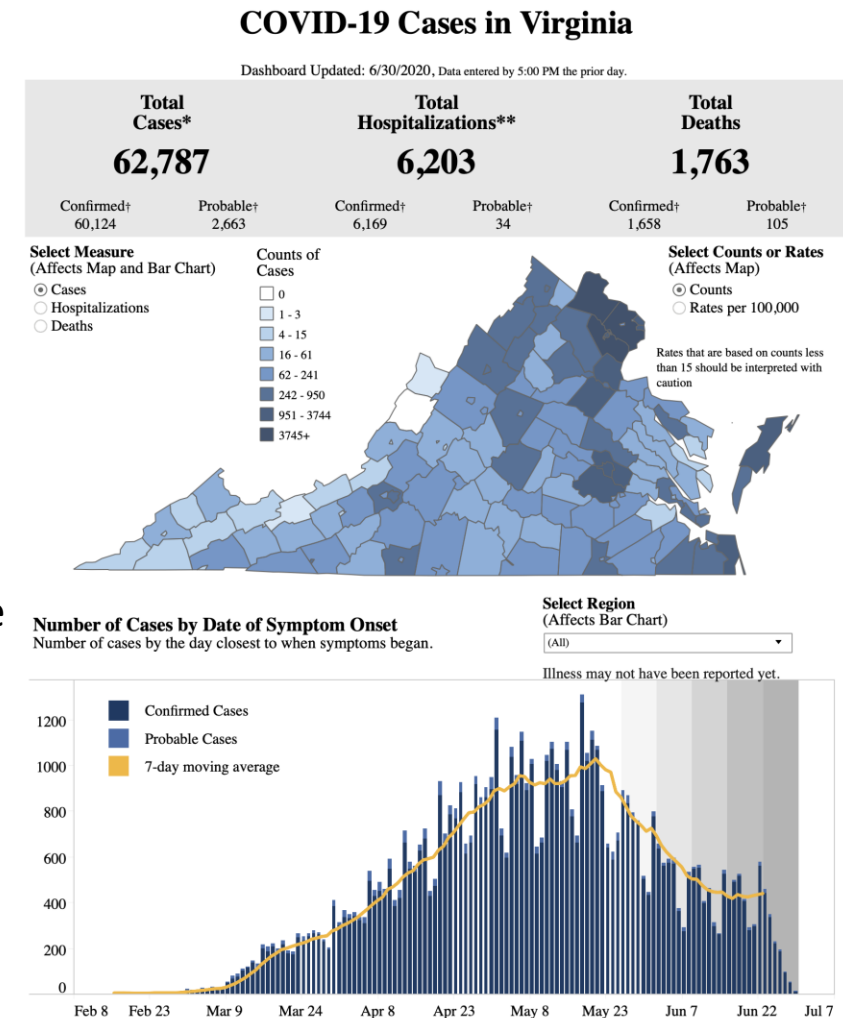 COVID-19 Cases in Virginia
Dashboard Updated: 6/30/2020, Data entered by 5:00 PM the prior day.
Total
Cases*
62,787
Confirmed† Probable†
60,124 2,663
Total
Hospitalizations**
6,203
Confirmed† Probable†
6,169 34
Total
Deaths
1,763
Confirmed† Probable†
1,658 105
Select Measure
(Affects Map and Bar Chart)
Cases
Hospitalizations
Deaths
Counts of
Cases
0
1 - 3
4 - 15
16 - 61
62 - 241
242 - 950
951 - 3744
3745+
Select Counts or Rates
(Affects Map)
Counts
Rates per 100,000
Rates that are based on counts less
than 15 should be interpreted with
caution
e
Number of Cases by Date of Symptom Onset
Number of cases by the day closest to when symptoms began.
Select Region
(Affects Bar Chart)
(All)
Illness may not have been reported yet.
Confirmed Cases
Probable Cases
7-day moving average
1200
1000
800
600
400
200
0
Feb 8 Feb 23 Mar 9 Mar 24 Apr 8 Apr 23 May 8 May 23 Jun 7 Jun 22 Jul 7